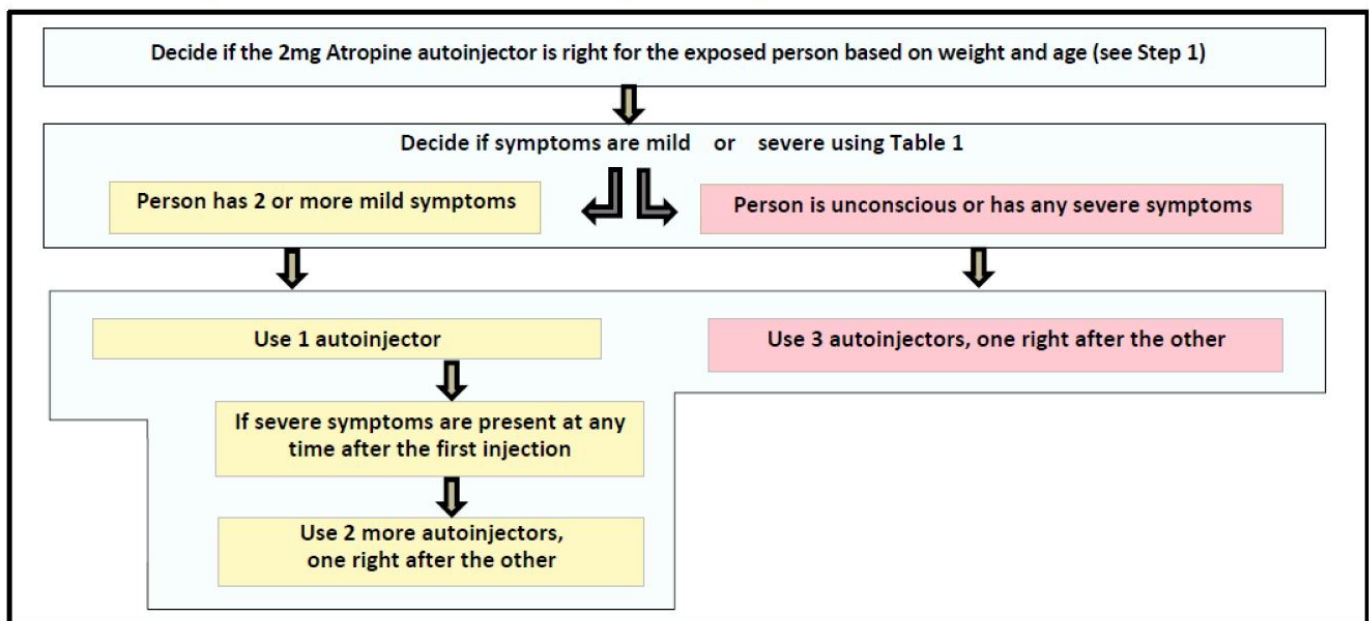 Decide if the 2mg Atropine autoinjector is right for the exposed person based on weight and age (see Step 1)
Decide if symptoms are mild or severe using Table 1
Person has 2 or more mild symptoms
Person is unconscious or has any severe symptoms
Use 1 autoinjector
Use 3 autoinjectors, one right after the other
If severe symptoms are present at any
time after the first injection
Use 2 more autoinjectors,
one right after the other